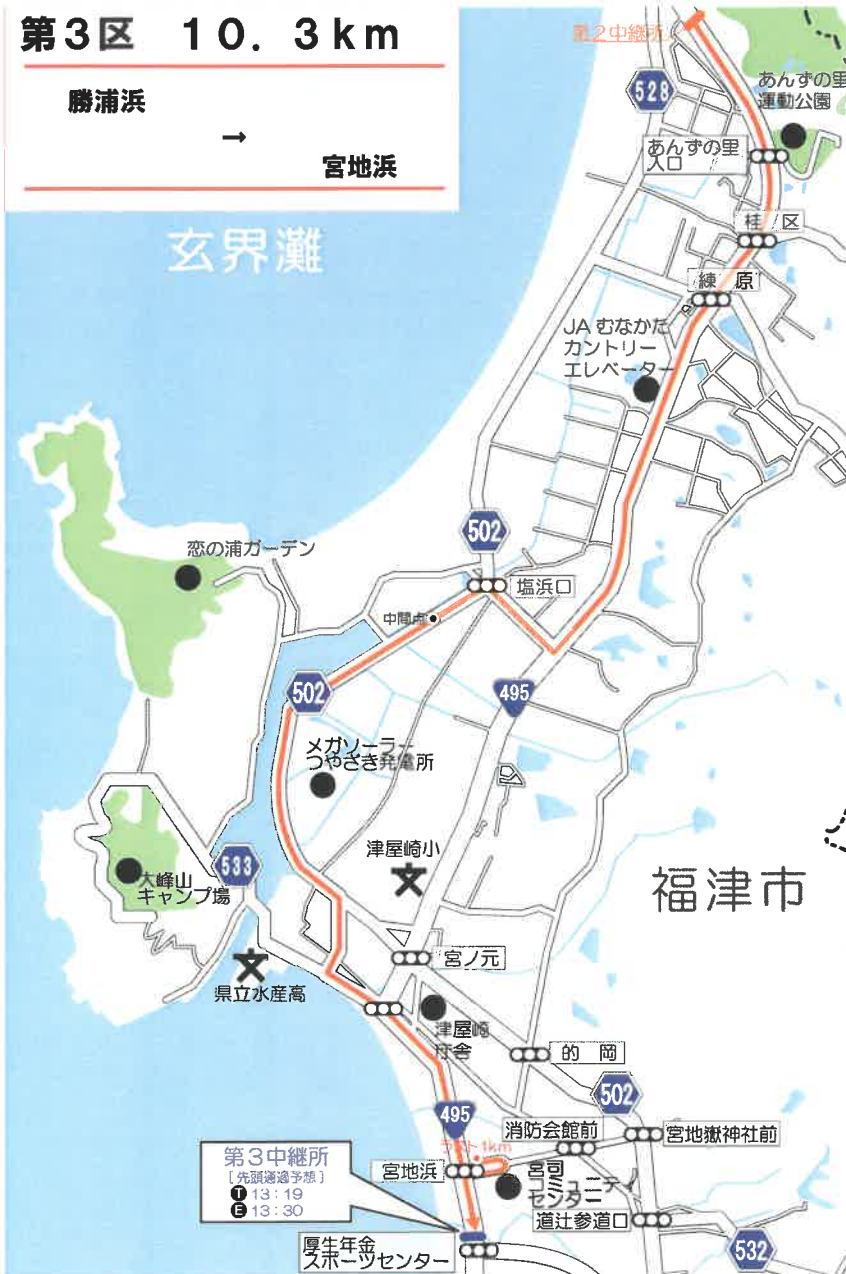 第3区 10.3km
勝浦浜
→
宮地浜
第2中継所
528
あんずの里
運動公園
あんずの里
入口
桂ノ区
玄界灘
練原
JAむなかた
カントリー
エレベーター
502
恋の浦ガーデン
塩浜口
中間点
502
495
メガソーラー
つやざき発電所
津屋崎小
533
大峰山
キャンプ場
福津市
宮ノ元
県立水産高
津屋崎
庁舎
的岡
502
495
消防会館前
宮地嶽神社前
ラスト1km
第3中継所
[先頭通過予想]
T 13:19
E 13:30
宮地浜
宮司
コミュニティ
センター
道辻参道口
厚生年金
スポーツセンター
532